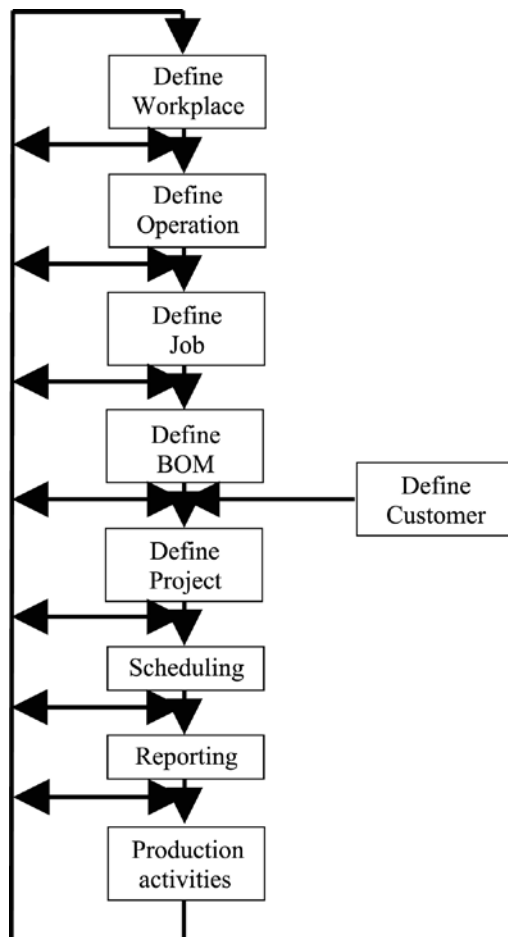 Define
Workplace
Define
Operation
Define
Job
Define
BOM
Define
Customer
Define
Project
Scheduling
Reporting
Production
activities